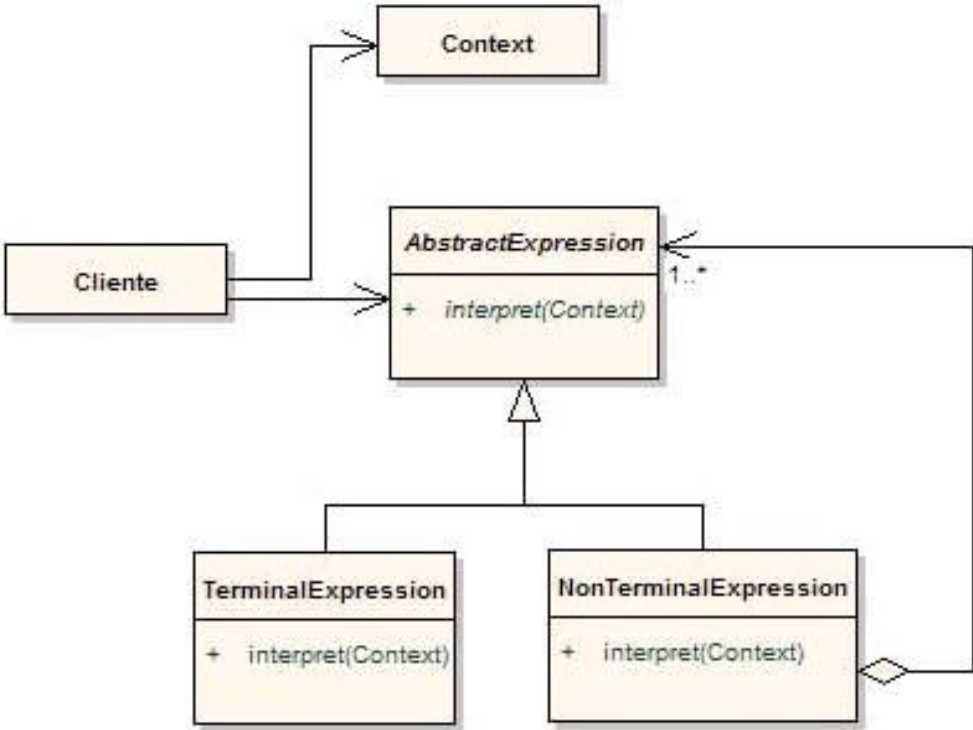 Context
AbstractExpression
Cliente
1..*
+ interpret(Context)
TerminalExpression
NonTerminalExpression
+ interpret(Context)
+ interpret(Context)